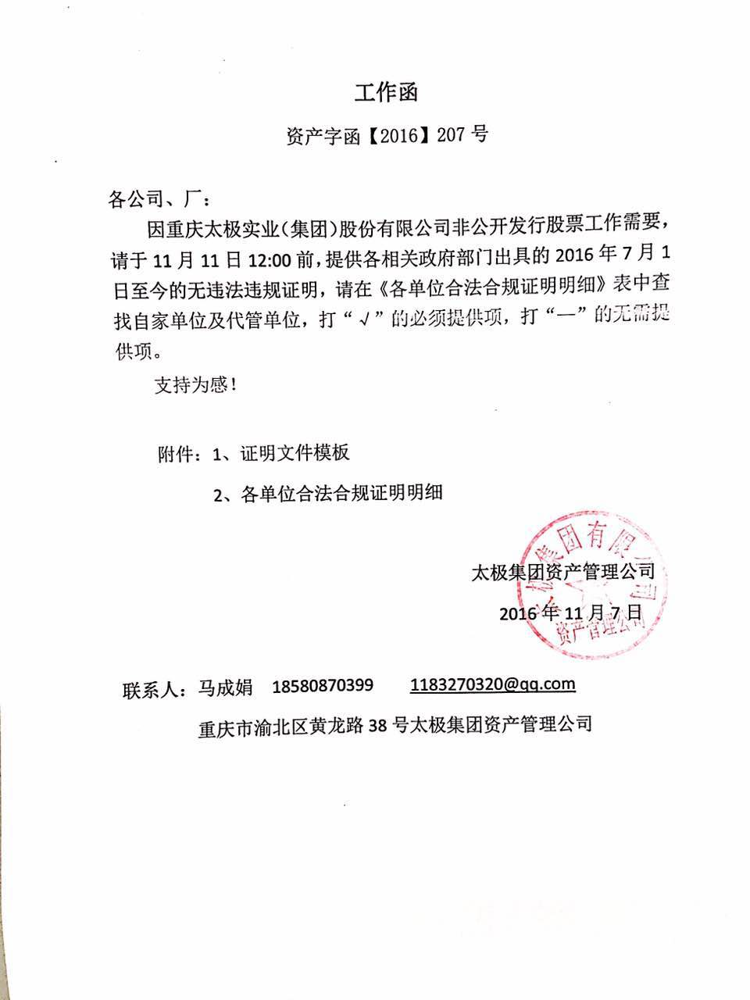 工作函
资产字函【2016】207 号
各公司、厂：
因重庆太极实业（集团）股份有限公司非公开发行股票工作需要，
请于 11 月 11 日 12:00 前，提供各相关政府部门出具的 2016 年 7 月 1
日至今的无违法违规证明，请在《各单位合法合规证明明细》表中查
找自家单位及代管单位，打“√”的必须提供项，打“—”的无需提
供项。
支持为感！
附件：1、证明文件模板
2、各单位合法合规证明明细
集团有限公司
太极集团资产管理公司
2016 年 11 月 7 日
资产管理公司
联系人：马成娟 18580870399 1183270320@qq.com
重庆市渝北区黄龙路 38 号太极集团资产管理公司